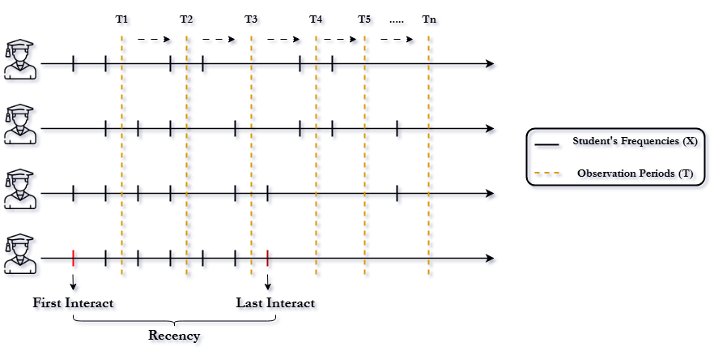 T1 T2 T3 T4 T5 ..... Tn
Student's Frequencies (X)
Observation Periods (T)
First Interact Last Interact
Recency